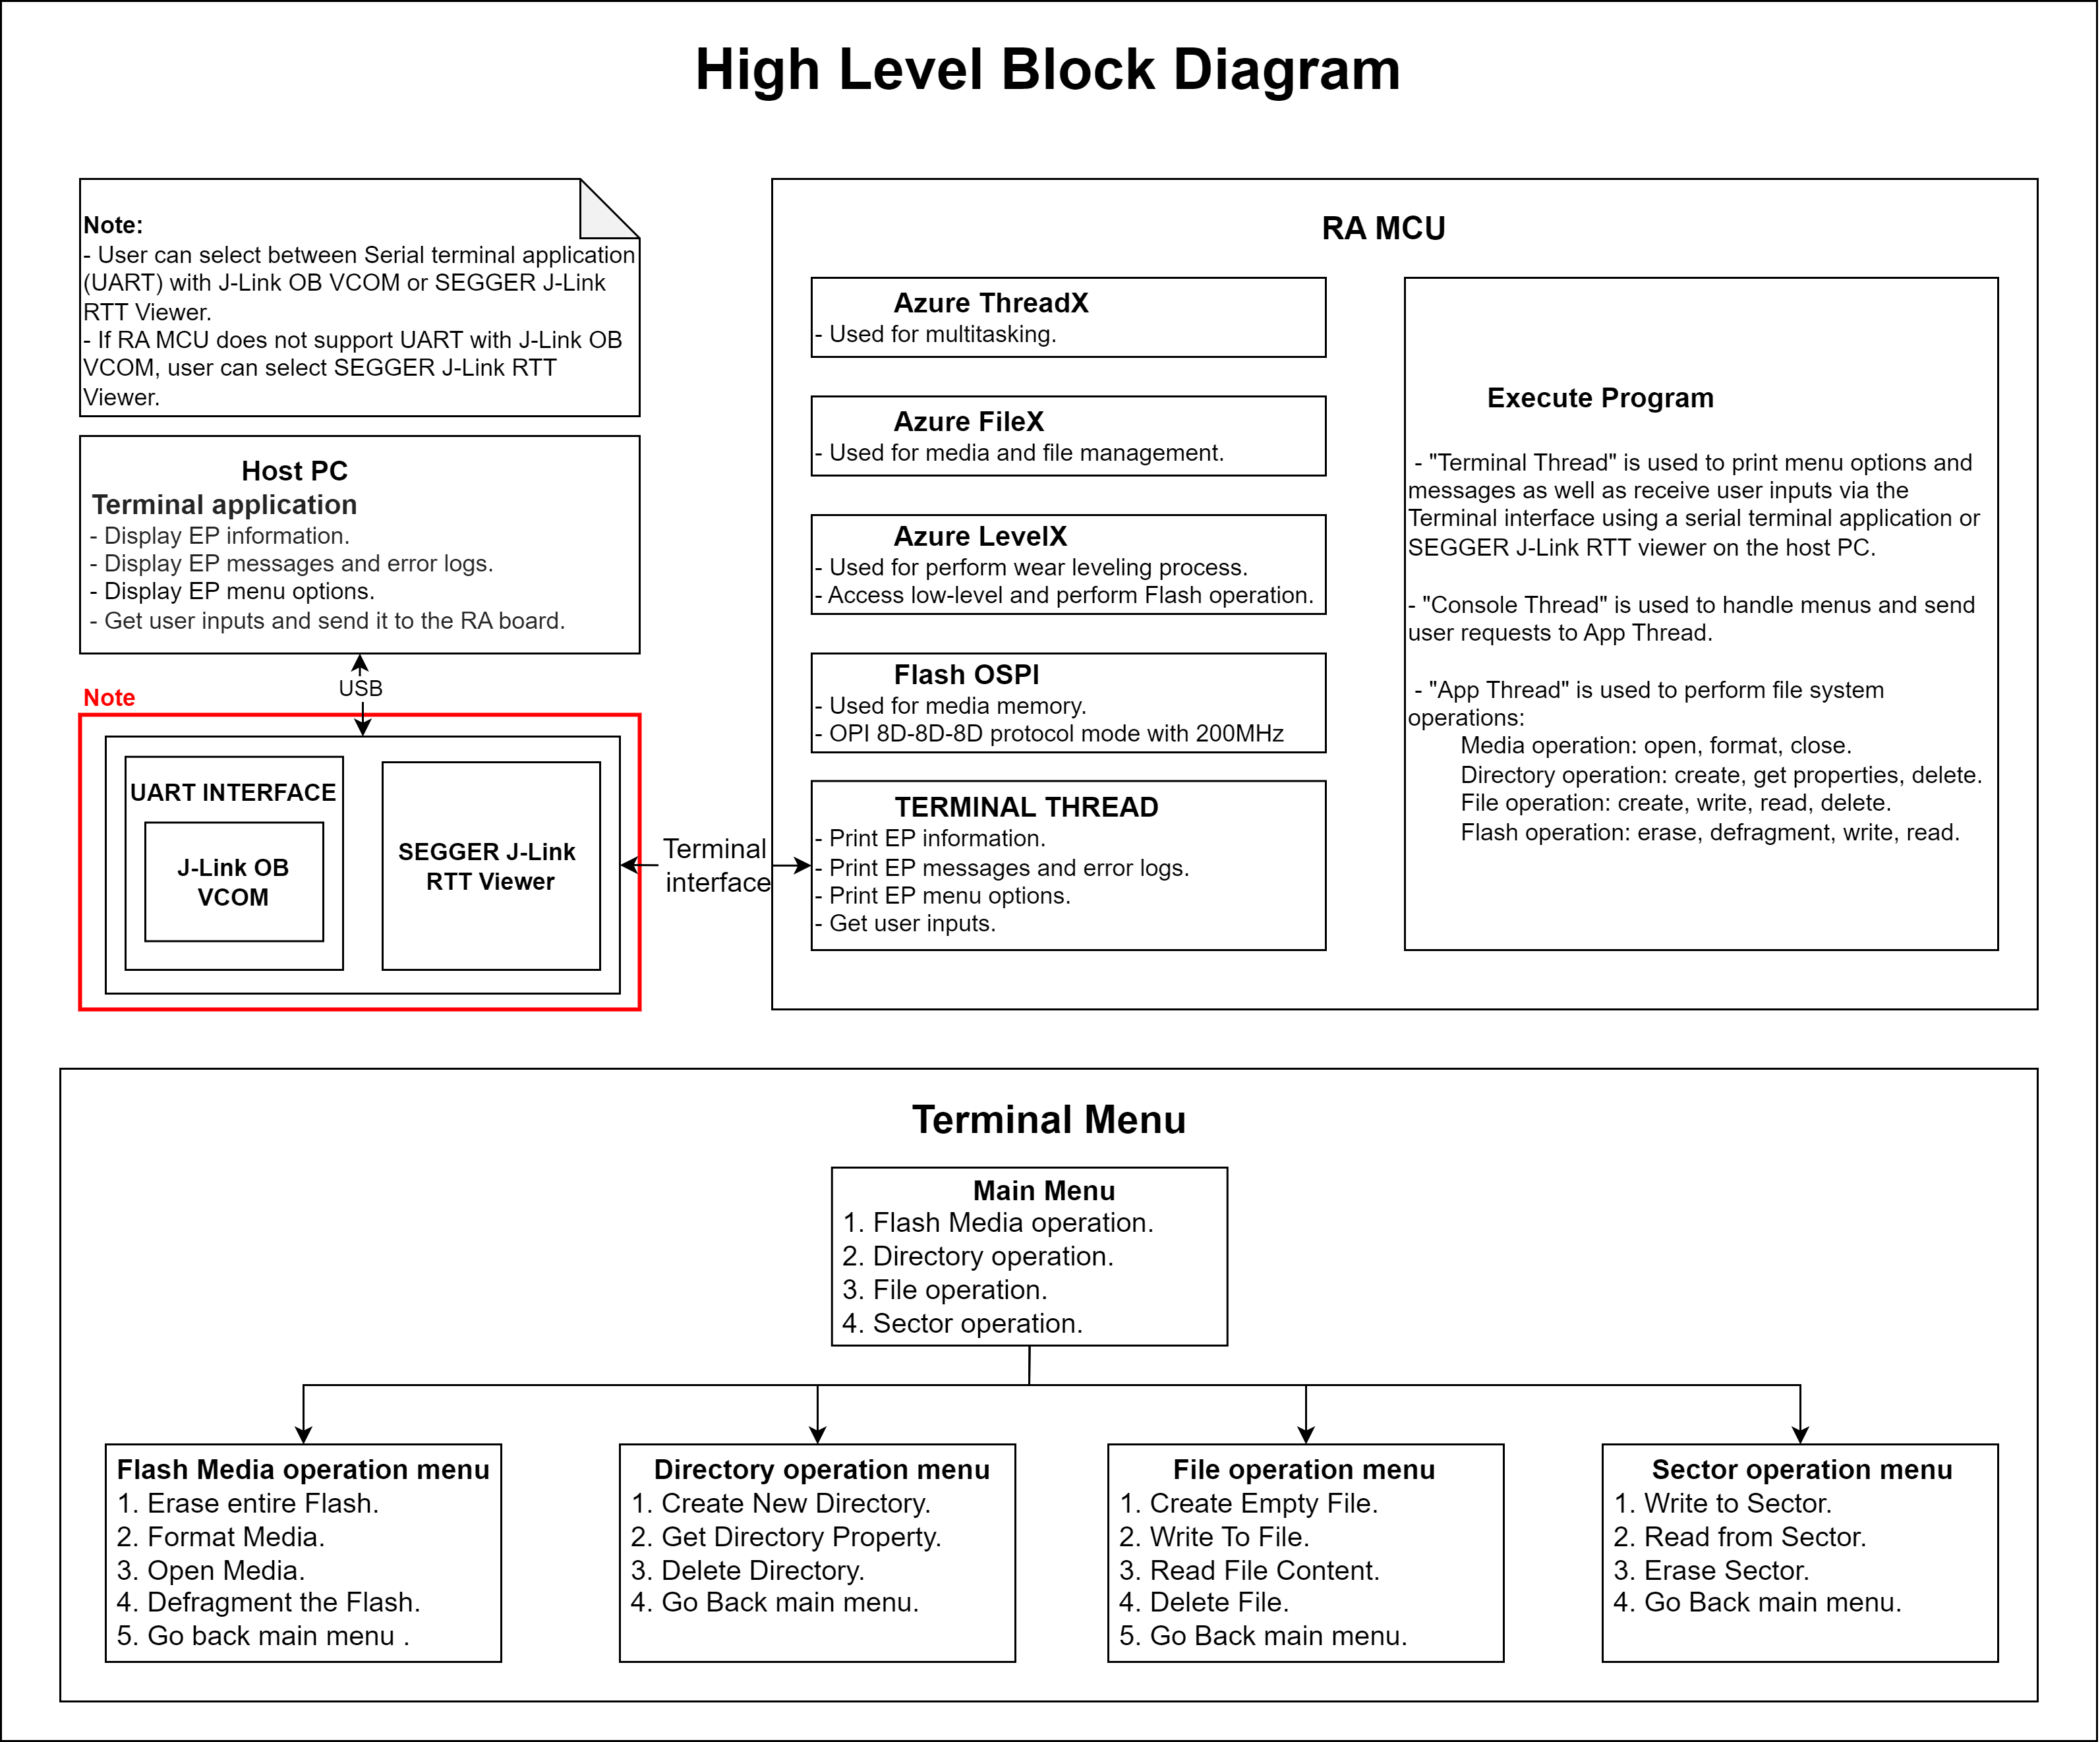 High Level Block Diagram
Note:
- User can select between Serial terminal application
(UART) with J-Link OB VCOM or SEGGER J-Link
RTT Viewer.
- If RA MCU does not support UART with J-Link OB
VCOM, user can select SEGGER J-Link RTT
Viewer.
Host PC
Terminal application
- Display EP information.
- Display EP messages and error logs.
- Display EP menu options.
- Get user inputs and send it to the RA board.
USB
Note
UART INTERFACE
J-Link OB
VCOM
SEGGER J-Link
RTT Viewer
Terminal
interface
RA MCU
Azure ThreadX
- Used for multitasking.
Azure FileX
- Used for media and file management.
Azure LevelX
- Used for perform wear leveling process.
- Access low-level and perform Flash operation.
Flash OSPI
- Used for media memory.
- OPI 8D-8D-8D protocol mode with 200MHz
TERMINAL THREAD
- Print EP information.
- Print EP messages and error logs.
- Print EP menu options.
- Get user inputs.
Execute Program
- "Terminal Thread" is used to print menu options and
messages as well as receive user inputs via the
Terminal interface using a serial terminal application or
SEGGER J-Link RTT viewer on the host PC.
- "Console Thread" is used to handle menus and send
user requests to App Thread.
- "App Thread" is used to perform file system
operations:
Media operation: open, format, close.
Directory operation: create, get properties, delete.
File operation: create, write, read, delete.
Flash operation: erase, defragment, write, read.
Terminal Menu
Main Menu
1. Flash Media operation.
2. Directory operation.
3. File operation.
4. Sector operation.
Flash Media operation menu
1. Erase entire Flash.
2. Format Media.
3. Open Media.
4. Defragment the Flash.
5. Go back main menu .
Directory operation menu
1. Create New Directory.
2. Get Directory Property.
3. Delete Directory.
4. Go Back main menu.
File operation menu
1. Create Empty File.
2. Write To File.
3. Read File Content.
4. Delete File.
5. Go Back main menu.
Sector operation menu
1. Write to Sector.
2. Read from Sector.
3. Erase Sector.
4. Go Back main menu.